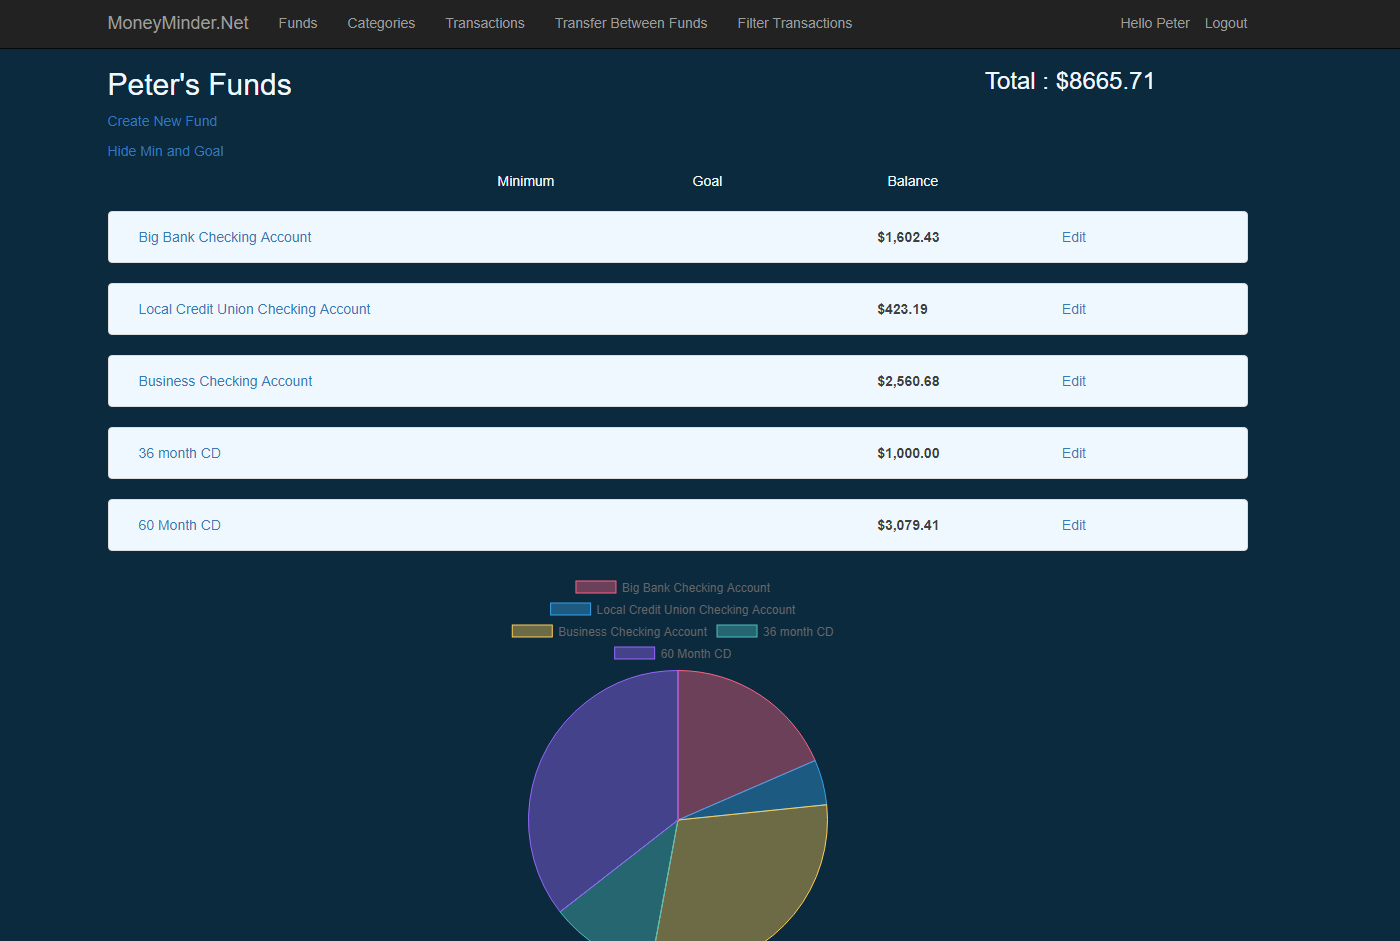 MoneyMinder.Net Funds Categories Transactions Transfer Between Funds Filter Transactions Hello Peter Logout
Peter's Funds Total : $8665.71
Create New Fund
Hide Min and Goal
Minimum Goal Balance
Big Bank Checking Account $1,602.43 Edit
Local Credit Union Checking Account $423.19 Edit
Business Checking Account $2,560.68 Edit
36 month CD $1,000.00 Edit
60 Month CD $3,079.41 Edit
Big Bank Checking Account
Local Credit Union Checking Account
Business Checking Account 36 month CD
60 Month CD